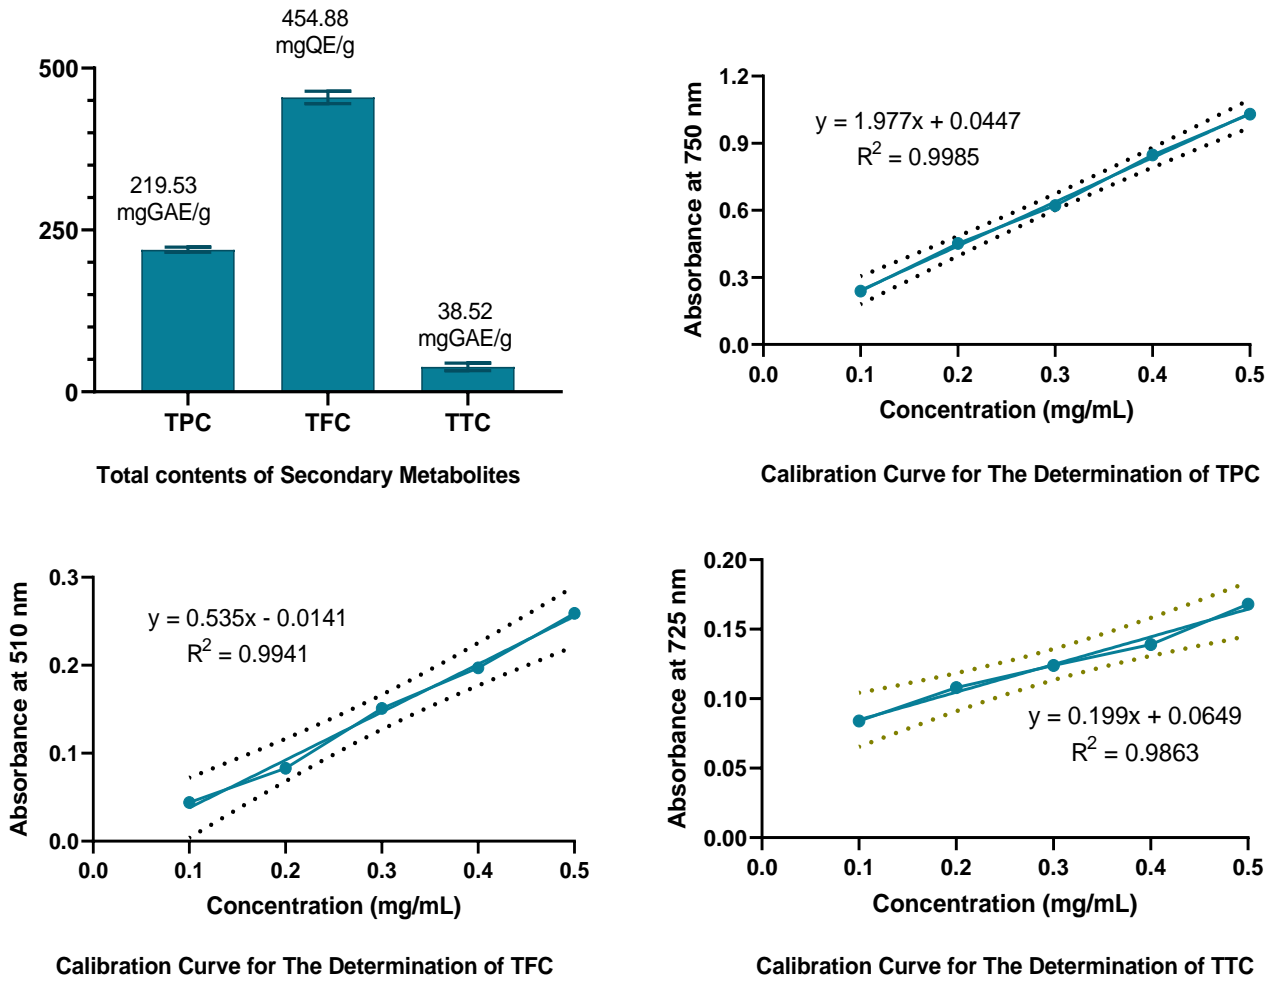 454.88
mgQE/g
500
219.53
mgGAE/g
250
38.52
mgGAE/g
0
TPC TFC TTC
Total contents of Secondary Metabolites
1.2
y = 1.977x + 0.0447
R² = 0.9985
0.9
0.6
0.3
0.0
Absorbance at 750 nm
0.0 0.1 0.2 0.3 0.4 0.5
Concentration (mg/mL)
Calibration Curve for The Determination of TPC
0.3
y = 0.535x - 0.0141
R² = 0.9941
0.2
0.1
0.0
Absorbance at 510 nm
0.0 0.1 0.2 0.3 0.4 0.5
Concentration (mg/mL)
Calibration Curve for The Determination of TFC
0.20
0.15
0.10
y = 0.199x + 0.0649
R² = 0.9863
0.05
0.00
Absorbance at 725 nm
0.0 0.1 0.2 0.3 0.4 0.5
Concentration (mg/mL)
Calibration Curve for The Determination of TTC